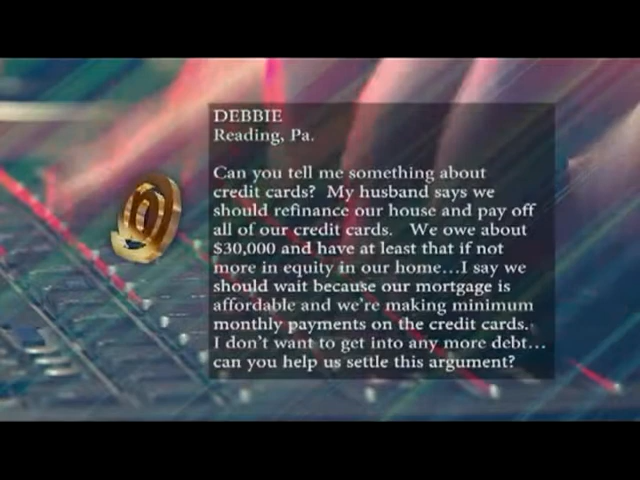 DEBBIE
Reading, Pa.
Can you tell me something about
credit cards?  My husband says we
should refinance our house and pay off
all of our credit cards.   We owe about
$30,000 and have at least that if not
more in equity in our home…I say we
should wait because our mortgage is
affordable and we're making minimum
monthly payments on the credit cards.
I don't want to get into any more debt…
can you help us settle this argument?